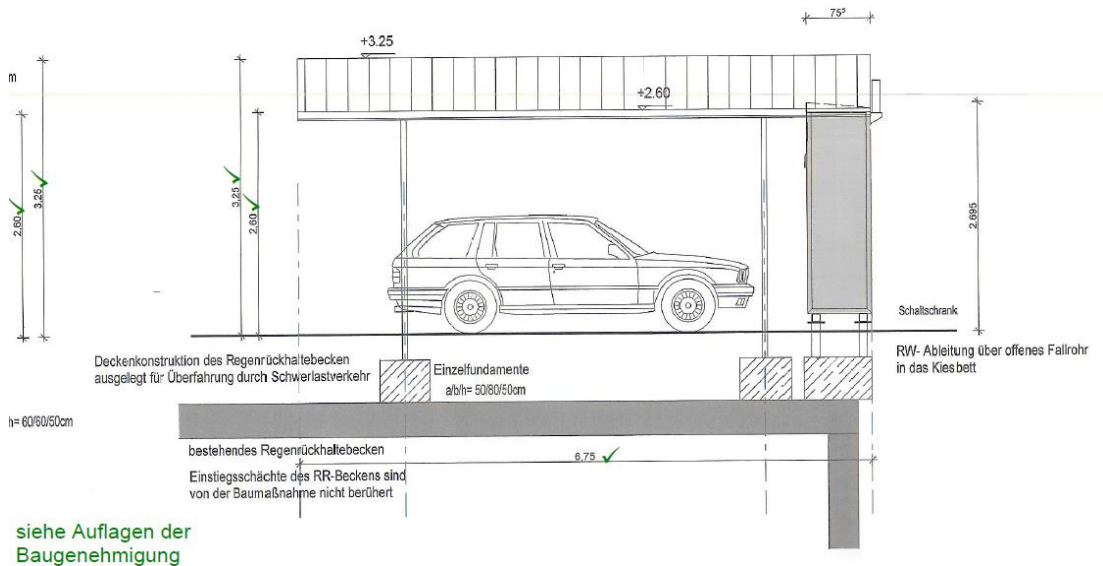 75⁵
+3.25
m
+2.60
3,25
2,60
3,25
2,60
2,695
Schaltschrank
Deckenkonstruktion des Regenrückhaltebecken
ausgelegt für Überfahrung durch Schwerlastverkehr
Einzelfundamente
a/b/h= 50/80/50cm
RW- Ableitung über offenes Fallrohr
in das Kiesbett
h= 60/60/50cm
bestehendes Regenrückhaltebecken
6,75
Einstiegsschächte des RR-Beckens sind
von der Baumaßnahme nicht berührt
siehe Auflagen der
Baugenehmigung